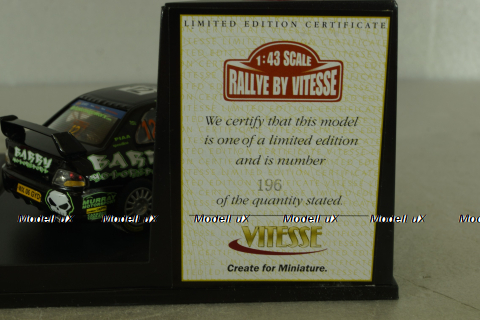 LIMITED EDITION CERTIFICATE
1:43 SCALE
RALLYE BY VITESSE
We certify that this model
is one of a limited edition
and is number
196
of the quantity stated.
VITESSE
Create for Miniature.
MURRAY
Modell uX Modell uX Modell uX Modell uX Modell uX Mod